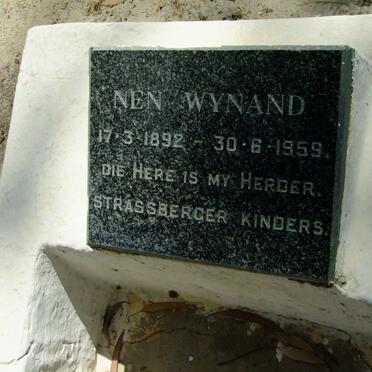 NEN WYNAND
17·3·1892 - 30·6·1959.
DIE HERE IS MY HERDER.
STRASSBERGER KINDERS.